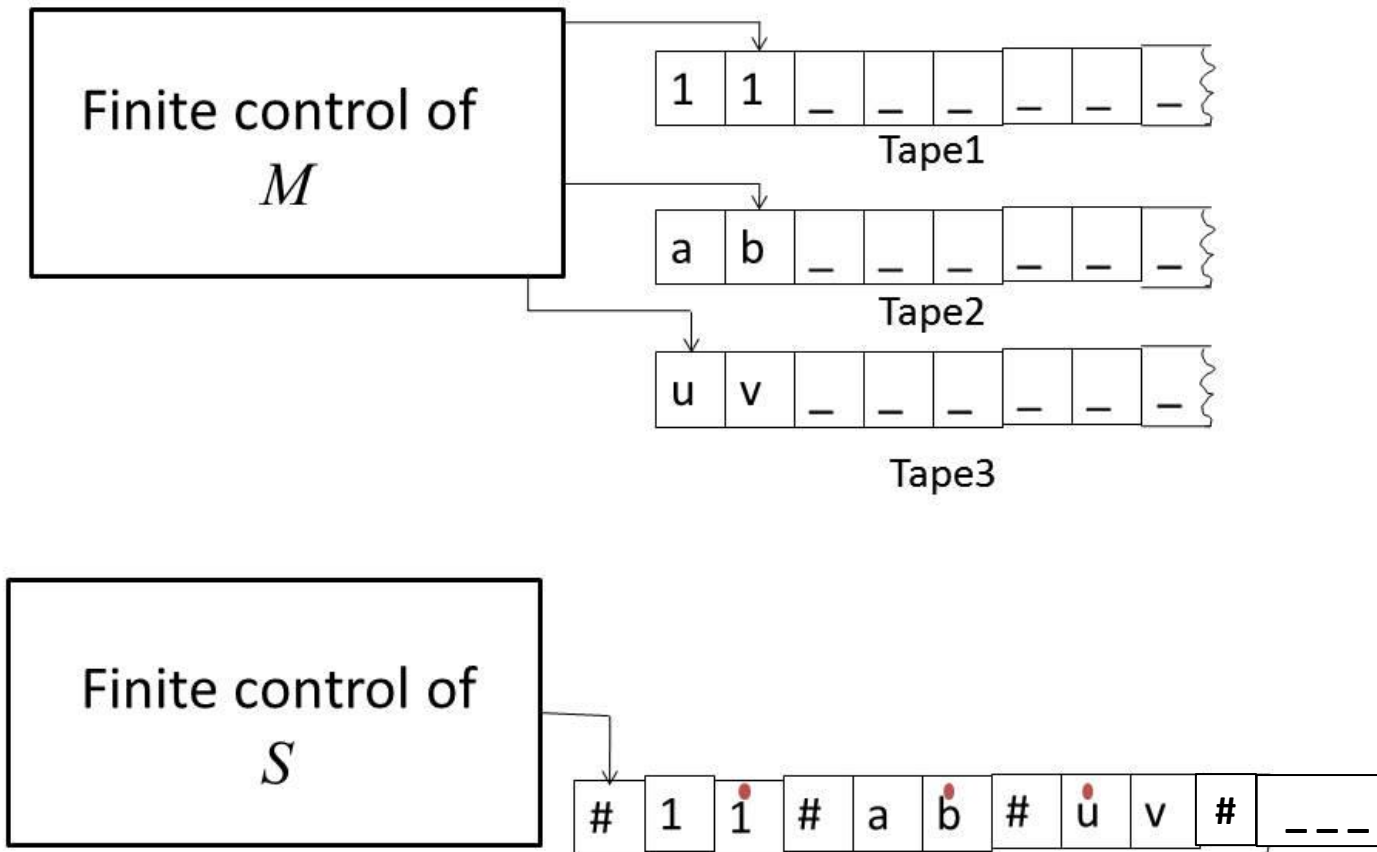 Finite control of
M
1 1 _ _ _ _ _ _
Tape1
a b _ _ _ _ _ _
Tape2
u v _ _ _ _ _ _
Tape3
Finite control of
S
# 1 1 # a b # u v # _ _ _